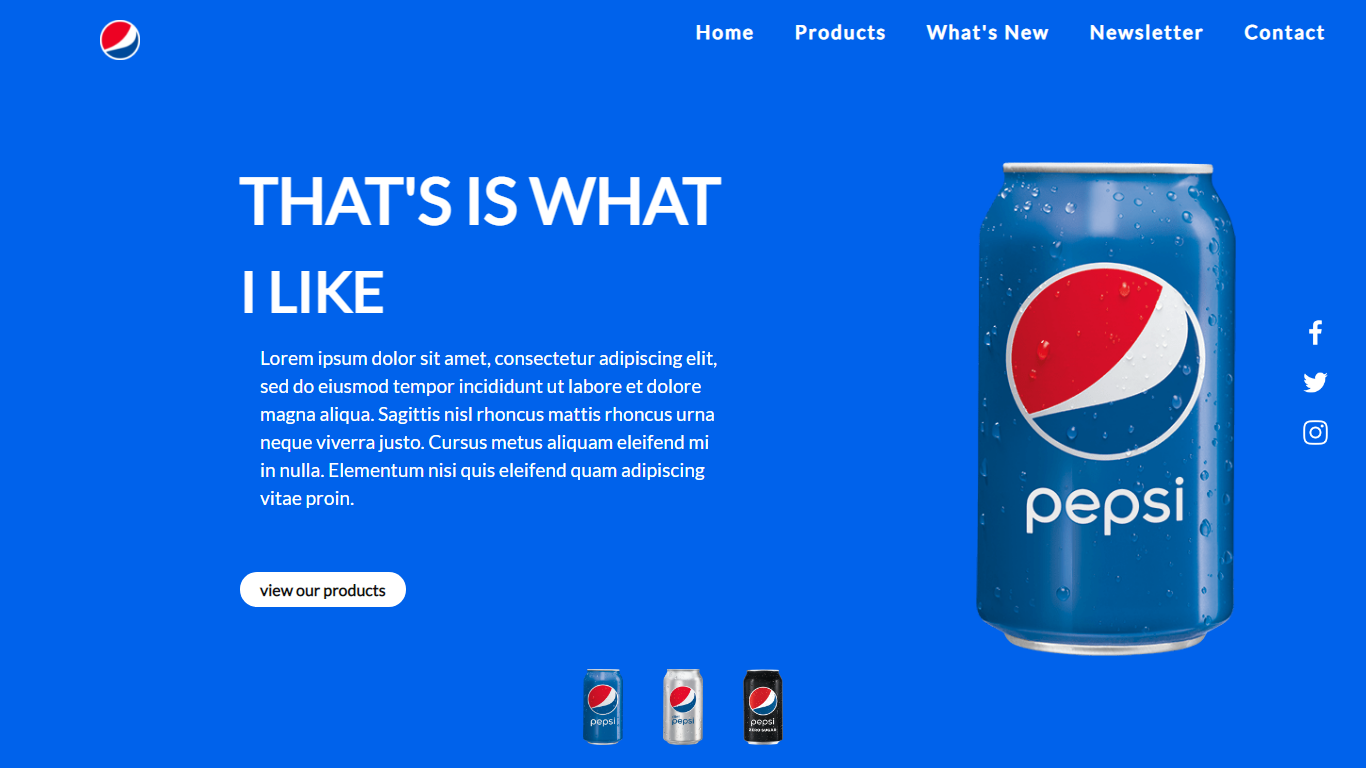 Home Products What's New Newsletter Contact
THAT'S IS WHAT
I LIKE
Lorem ipsum dolor sit amet, consectetur adipiscing elit,
sed do eiusmod tempor incididunt ut labore et dolore
magna aliqua. Sagittis nisl rhoncus mattis rhoncus urna
neque viverra justo. Cursus metus aliquam eleifend mi
in nulla. Elementum nisi quis eleifend quam adipiscing
vitae proin.
pepsi
view our products
pepsi
diet pepsi
pepsi
ZERO SUGAR